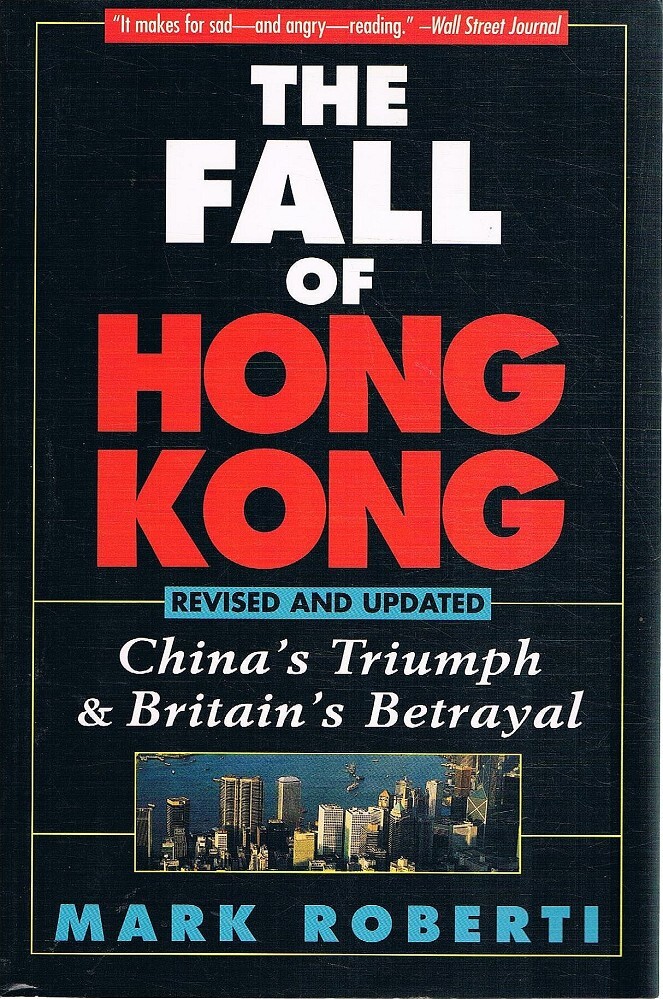 "It makes for sad—and angry—reading." –Wall Street Journal
THE
FALL
OF
HONG
KONG
REVISED AND UPDATED
China's Triumph
& Britain's Betrayal
MARK ROBERTI